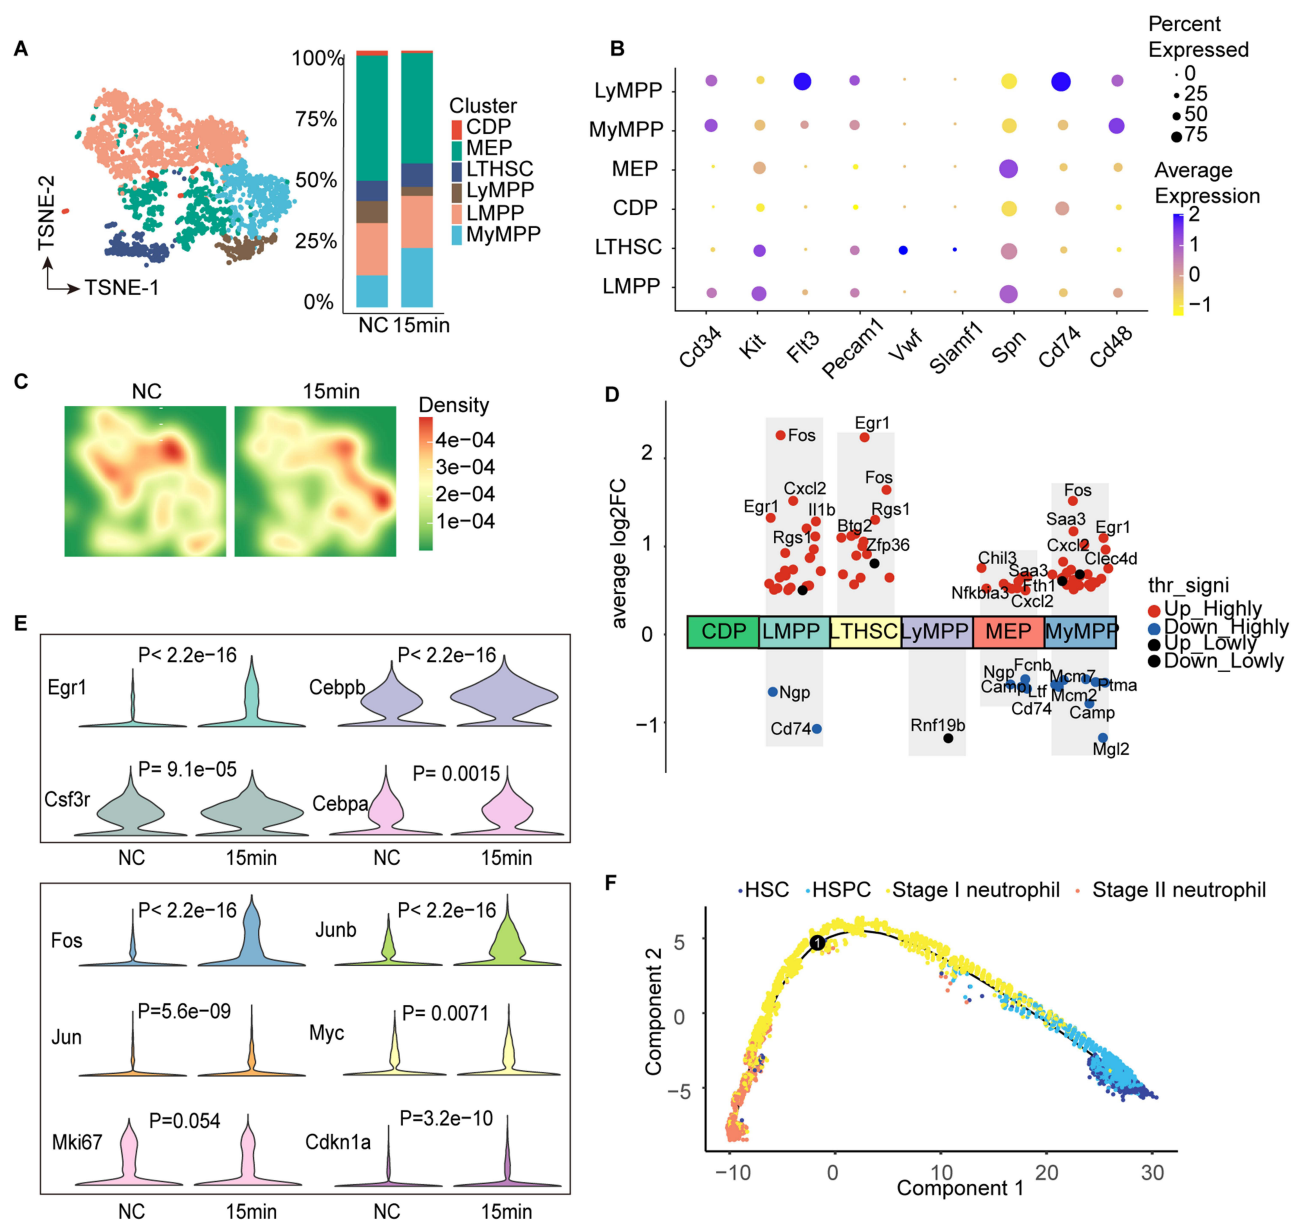 A
100%
75%
50%
25%
0%
NC 15min
TSNE-2
TSNE-1
Cluster
CDP
MEP
LTHSC
LyMPP
LMPP
MyMPP
B
LyMPP
MyMPP
MEP
CDP
LTHSC
LMPP
Cd34 Kit Flt3 Pecam1 Vwf Slamf1 Spn Cd74 Cd48
Percent
Expressed
0
25
50
75
Average
Expression
2
1
0
−1
C
NC 15min
Density
4e−04
3e−04
2e−04
1e−04
D
average log2FC
2
1
0
−1
Egr1
Fos
Fos
Cxcl2
Fos
Egr1
Il1b
Rgs1
Saa3
Egr1
Rgs1
Btg2
Zfp36
Cxcl2
Clec4d
Chil3
Saa3
Nfkbia3
Fth1
Cxcl2
CDP LMPP LTHSC LyMPP MEP MyMPP
Ngp
Fcnb
Mcm7
Ngp
Camp
Ltf
Mcm2
Ptma
Cd74
Camp
Cd74
Rnf19b
Mgl2
thr_signi
Up_Highly
Down_Highly
Up_Lowly
Down_Lowly
E
P< 2.2e−16 P< 2.2e−16
Egr1 Cebpb
P= 9.1e−05 P= 0.0015
Csf3r Cebpa
NC 15min NC 15min
P< 2.2e−16 P< 2.2e−16
Fos Junb
P=5.6e−09 P= 0.0071
Jun Myc
P=0.054 P=3.2e−10
Mki67 Cdkn1a
NC 15min NC 15min
F
HSC HSPC Stage I neutrophil Stage II neutrophil
Component 2
5
0
−5
1
−10 0 10 20 30
Component 1